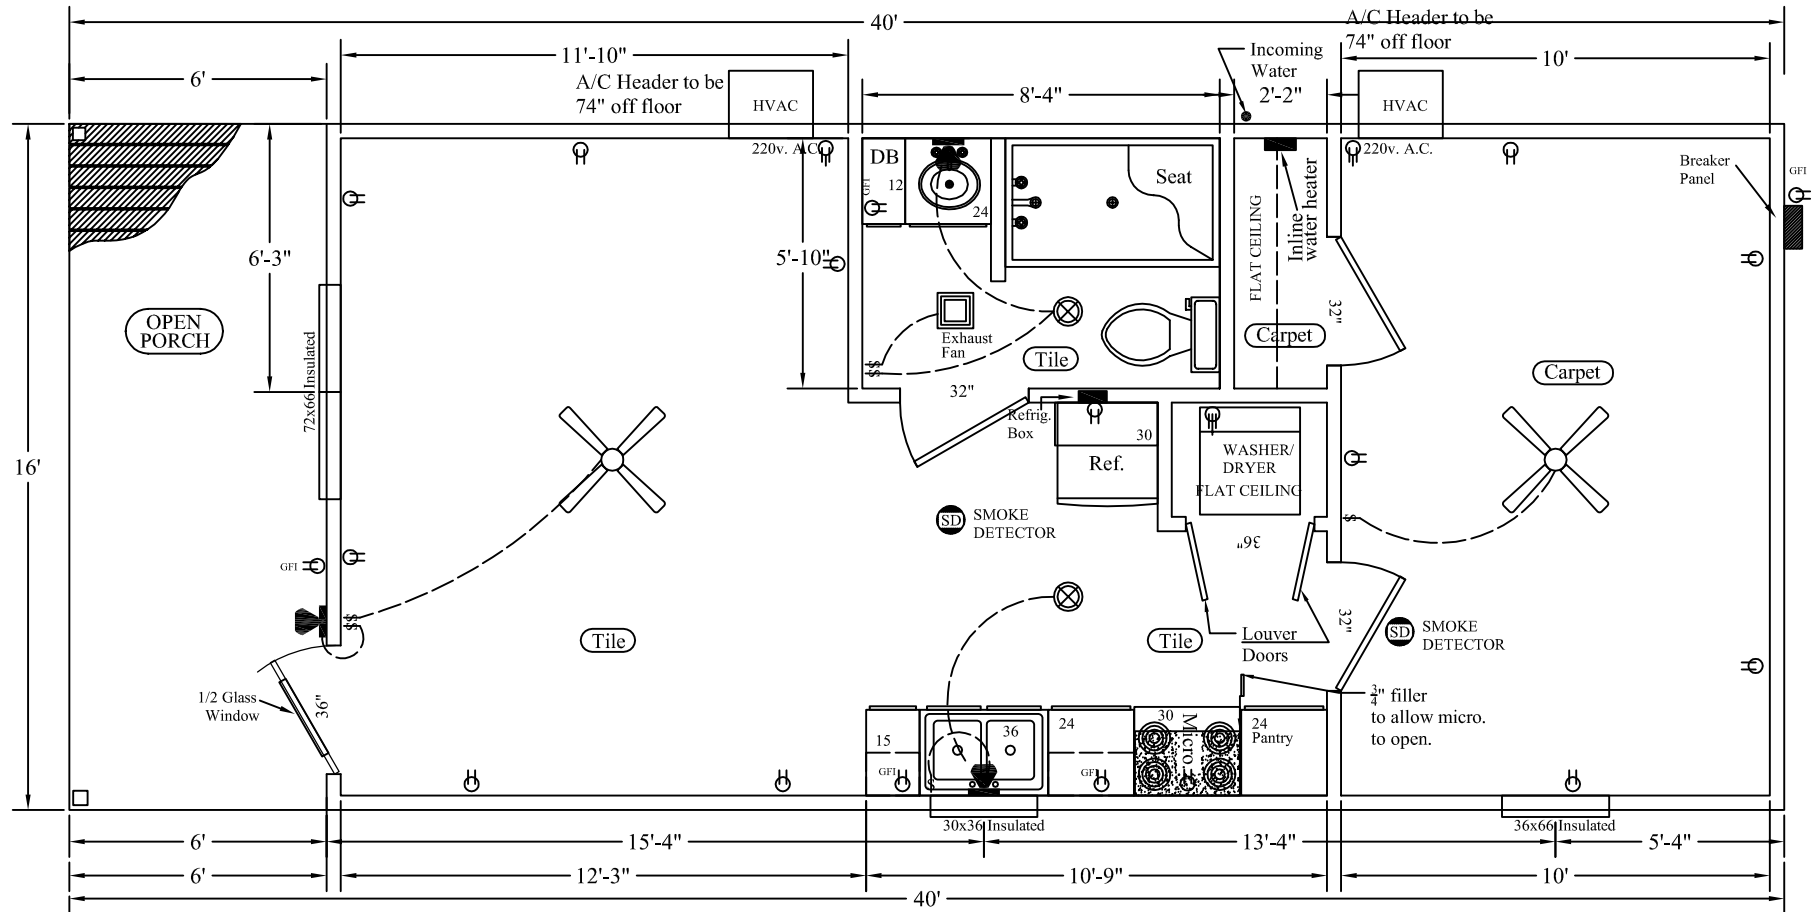 40'
A/C Header to be
74" off floor
6'
11'-10"
A/C Header to be
74" off floor
HVAC
8'-4"
Incoming
Water
2'-2"
HVAC
10'
220v. A.C.
220v. A.C.
DB
12
GFI
24
Seat
FLAT CEILING
Inline
water heater
Breaker
Panel
GFI
6'-3"
5'-10"
OPEN
PORCH
72x66 Insulated
Exhaust
Fan
Tile
Carpet
32"
Carpet
SS
32"
Refrig.
Box
30
Ref.
WASHER/
DRYER
FLAT CEILING
16'
SD
SMOKE
DETECTOR
36"
S
GFI
SS
Tile
Tile
Louver
Doors
32"
SD
SMOKE
DETECTOR
1/2 Glass
Window
36"
3/4" filler
to allow micro.
to open.
15
36
24
30
Micro.
24
Pantry
GFI
S
GFI
30x36 Insulated
36x66 Insulated
6'
15'-4"
13'-4"
5'-4"
6'
12'-3"
10'-9"
10'
40'